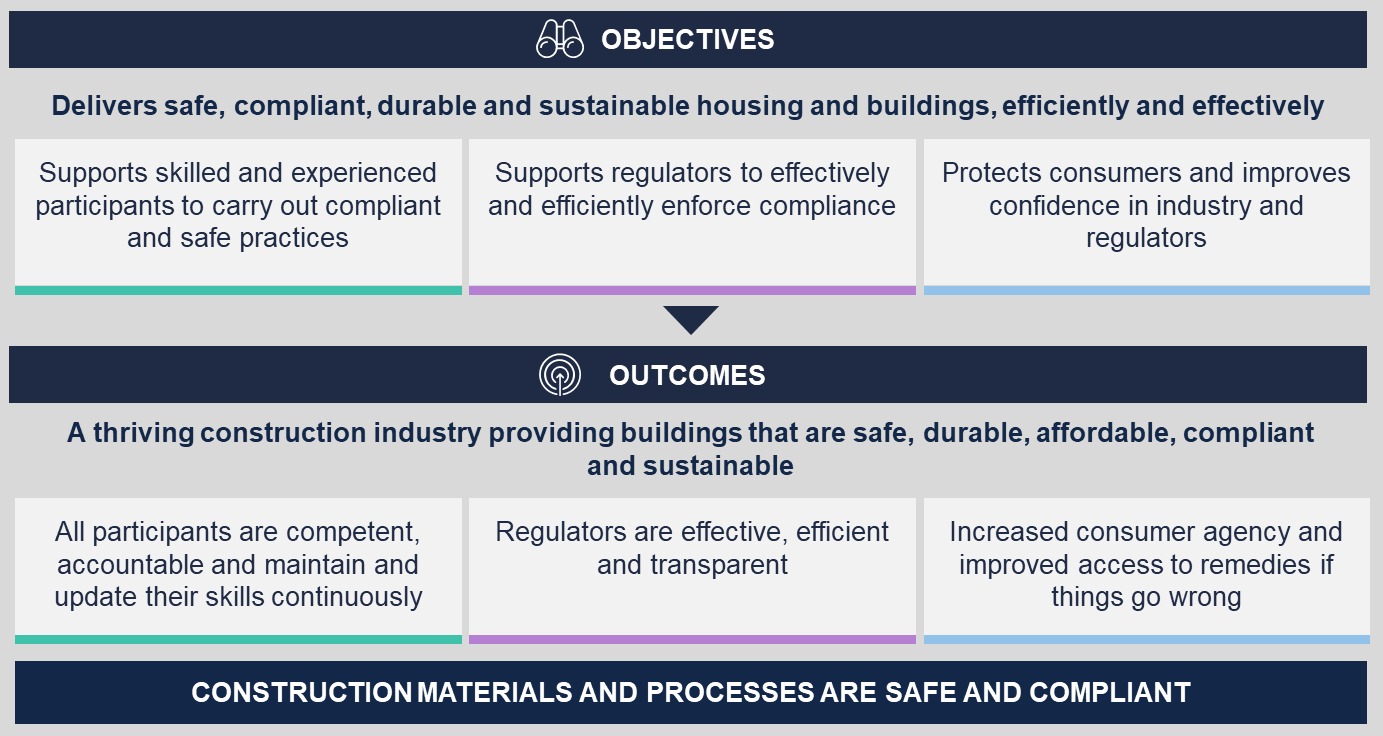 OBJECTIVES
Delivers safe, compliant, durable and sustainable housing and buildings, efficiently and effectively
Supports skilled and experienced
participants to carry out compliant
and safe practices
Supports regulators to effectively
and efficiently enforce compliance
Protects consumers and improves
confidence in industry and
regulators
OUTCOMES
A thriving construction industry providing buildings that are safe, durable, affordable, compliant
and sustainable
All participants are competent,
accountable and maintain and
update their skills continuously
Regulators are effective, efficient
and transparent
Increased consumer agency and
improved access to remedies if
things go wrong
CONSTRUCTION MATERIALS AND PROCESSES ARE SAFE AND COMPLIANT